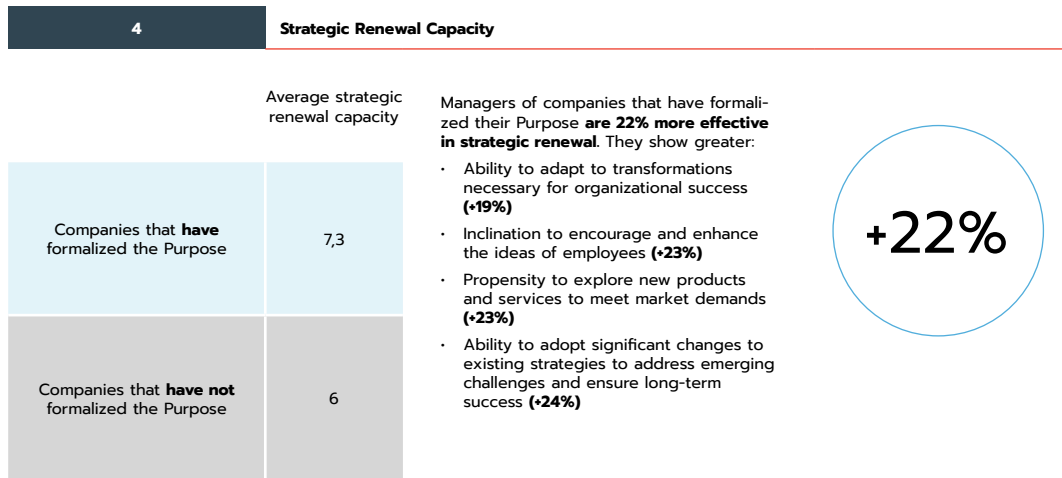 4
Strategic Renewal Capacity
Average strategic
renewal capacity
Companies that have
formalized the Purpose
7,3
Companies that have not
formalized the Purpose
6
Managers of companies that have formali-
zed their Purpose are 22% more effective
in strategic renewal. They show greater:
• Ability to adapt to transformations
necessary for organizational success
(+19%)
• Inclination to encourage and enhance
the ideas of employees (+23%)
• Propensity to explore new products
and services to meet market demands
(+23%)
• Ability to adopt significant changes to
existing strategies to address emerging
challenges and ensure long-term
success (+24%)
+22%